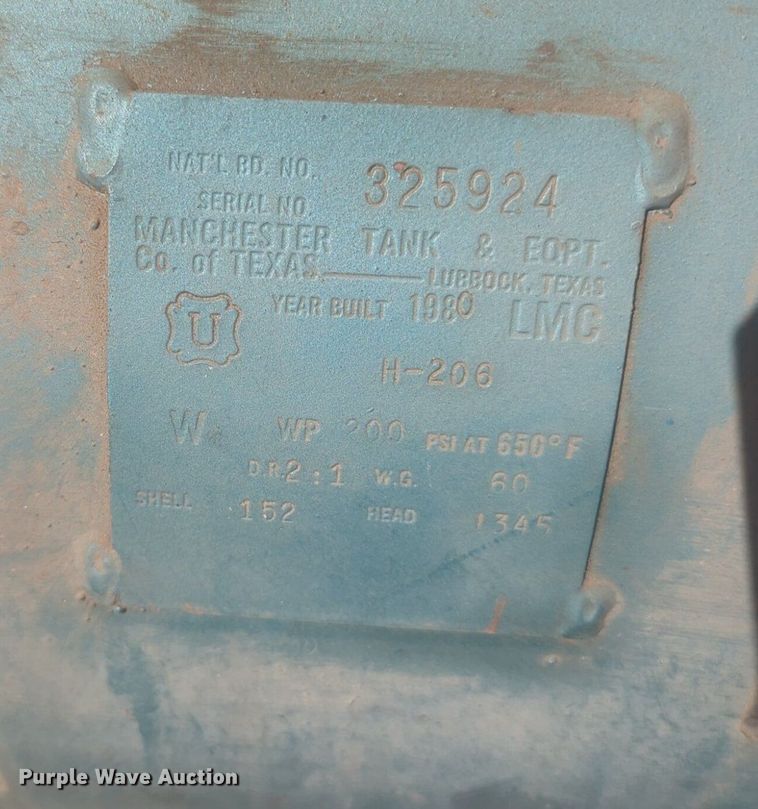 NAT'L BD. NO.
SERIAL NO. 325924
MANCHESTER TANK & EQPT.
Co. of TEXAS LUBBOCK, TEXAS
U YEAR BUILT 1980 LMC
H-206
W WP 200 PSI AT 650°F
D.R. 2:1 W.G. 60
SHELL .152 HEAD .1345
Purple Wave Auction